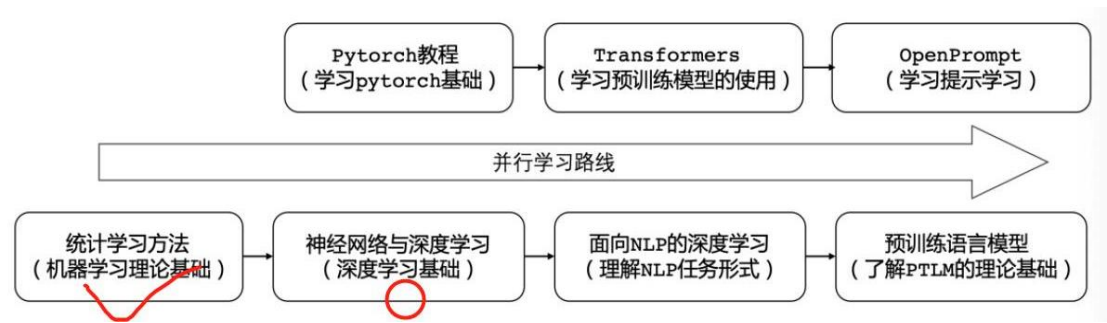 Pytorch教程
（学习pytorch基础）
Transformers
（学习预训练模型的使用）
OpenPrompt
（学习提示学习）
并行学习路线
统计学习方法
（机器学习理论基础）
神经网络与深度学习
（深度学习基础）
面向NLP的深度学习
（理解NLP任务形式）
预训练语言模型
（了解PTLM的理论基础）